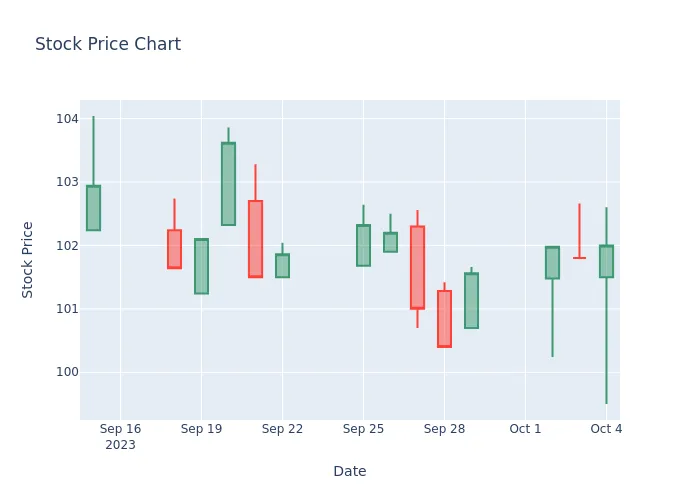 Stock Price Chart
104
103
102
101
100
Stock Price
Sep 16
2023
Sep 19
Sep 22
Sep 25
Sep 28
Oct 1
Oct 4
Date